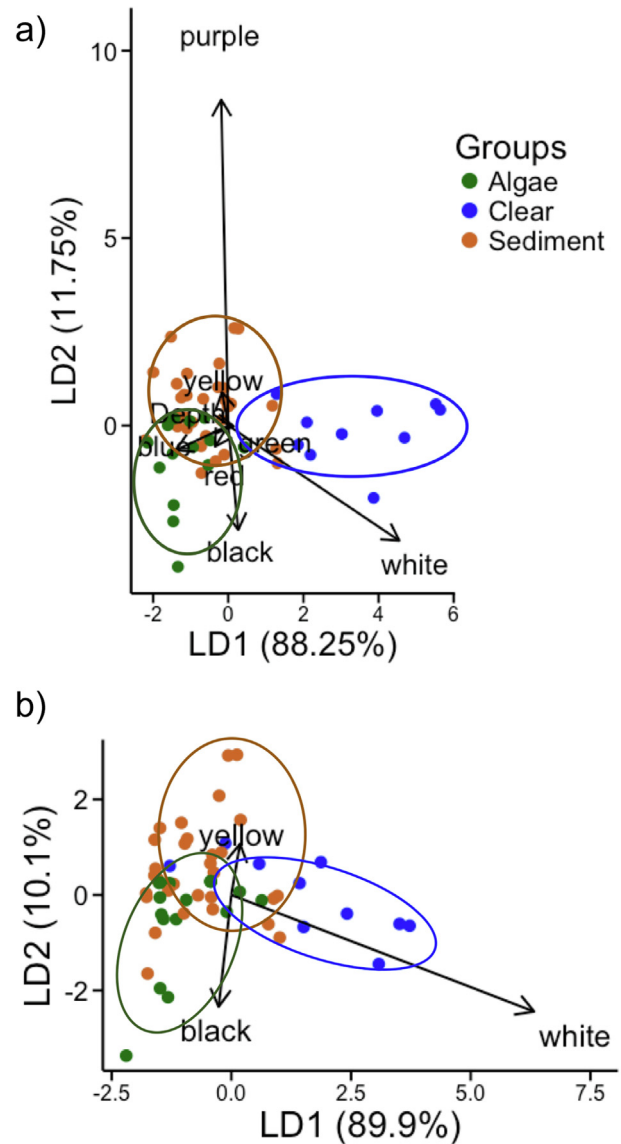 a)
purple
10
Groups
Algae
Clear
Sediment
5
LD2 (11.75%)
yellow
Depth
0
blue
green
red
black
white
-2 0 2 4 6
LD1 (88.25%)
b)
2
yellow
LD2 (10.1%)
0
-2
black
white
-2.5 0.0 2.5 5.0 7.5
LD1 (89.9%)